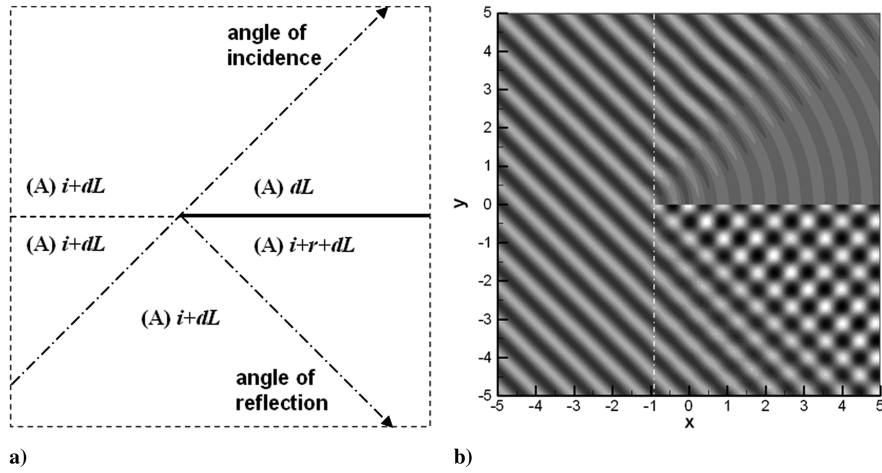 angle of
incidence
(A) i+dL
(A) dL
(A) i+dL
(A) i+r+dL
(A) i+dL
angle of
reflection
a)
5
4
3
2
1
0
-1
-2
-3
-4
-5
y
-5 -4 -3 -2 -1 0 1 2 3 4 5
x
b)